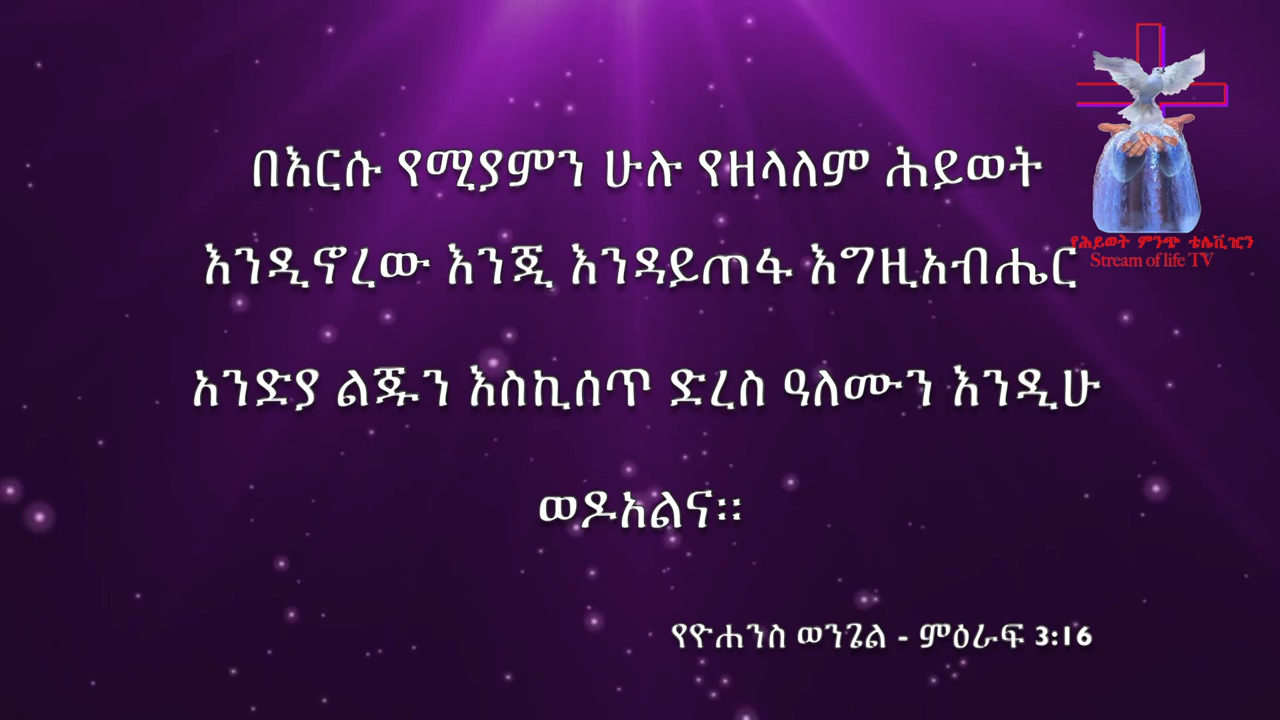 በእርሱ የሚያምን ሁሉ የዘላለም ሕይወት
እንዲኖረው እንጂ እንዳይጠፋ እግዚአብሔር
አንድያ ልጁን እስኪሰጥ ድረስ ዓለሙን እንዲሁ
ወዶአልና፡፡
የዮሐንስ ወንጌል - ምዕራፍ 3:16
የሕይወት ምንጭ ቴሌቪዢን
Stream of life TV